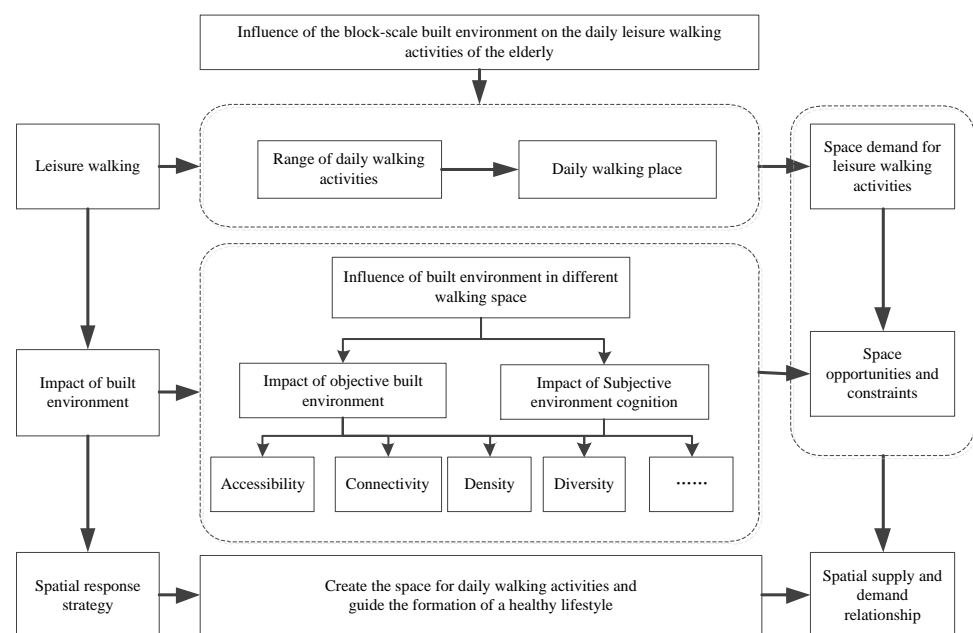 Influence of the block-scale built environment on the daily leisure walking
activities of the elderly
Leisure walking
Range of daily walking
activities
Daily walking place
Space demand for
leisure walking
activities
Influence of built environment in different
walking space
Impact of built
environment
Impact of objective built
environment
Impact of Subjective
environment cognition
Space
opportunities and
constraints
Accessibility
Connectivity
Density
Diversity
······
Spatial response
strategy
Create the space for daily walking activities and
guide the formation of a healthy lifestyle
Spatial supply and
demand
relationship